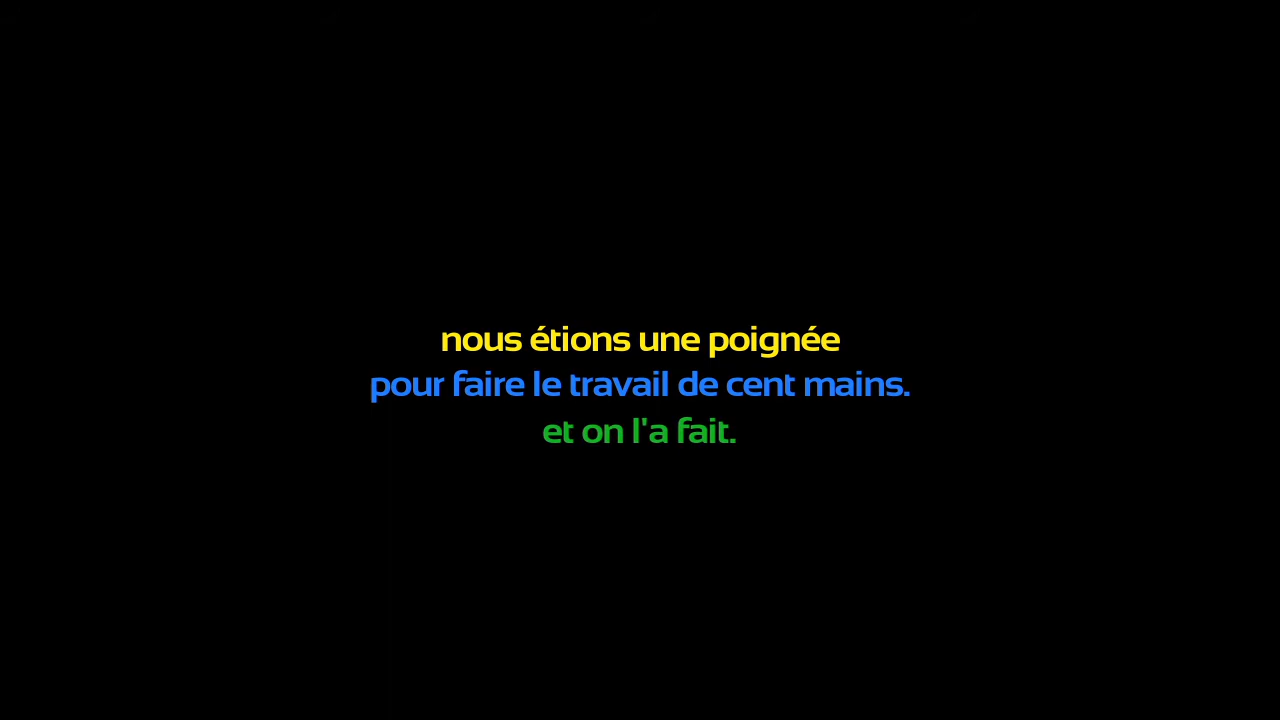 nous étions une poignée
pour faire le travail de cent mains.
et on l'a fait.